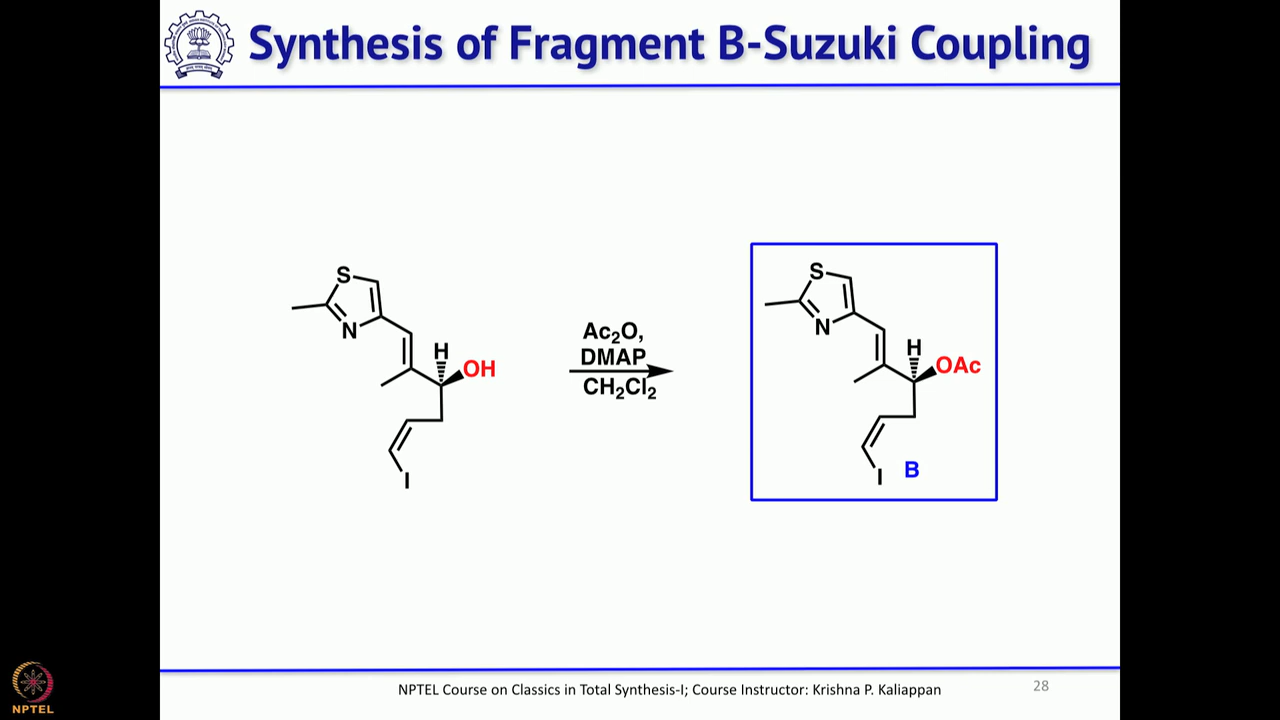 Synthesis of Fragment B-Suzuki Coupling
S
N
H
OH
I
Ac₂O,
DMAP
CH₂Cl₂
S
N
H
OAc
I
B
NPTEL Course on Classics in Total Synthesis-I; Course Instructor: Krishna P. Kaliappan
28
NPTEL